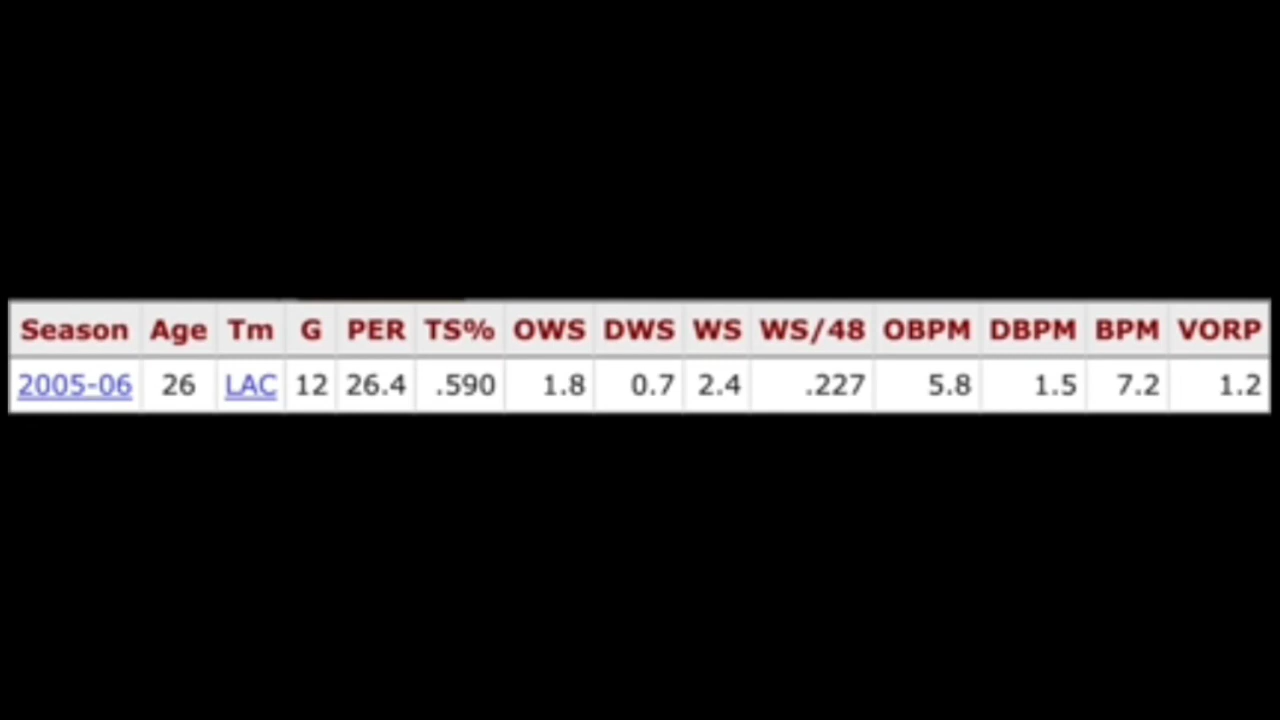 Season Age Tm G PER TS% OWS DWS WS WS/48 OBPM DBPM BPM VORP
2005-06 26 LAC 12 26.4 .590 1.8 0.7 2.4 .227 5.8 1.5 7.2 1.2